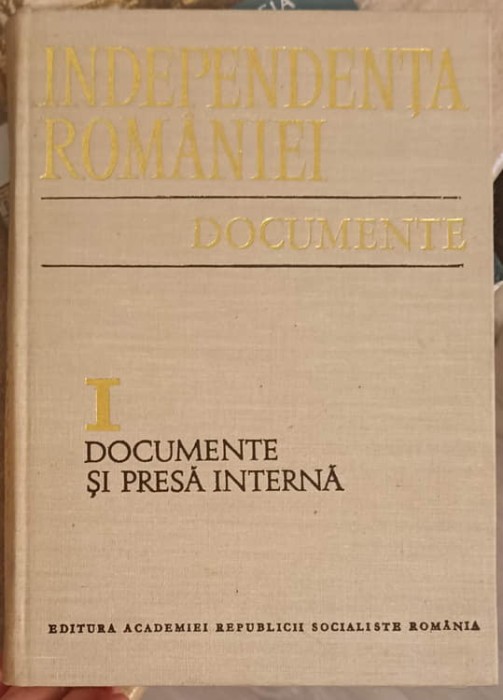 INDEPENDENȚA
ROMÂNIEI
DOCUMENTE
I
DOCUMENTE
ȘI PRESĂ INTERNĂ
EDITURA ACADEMIEI REPUBLICII SOCIALISTE ROMÂNIA